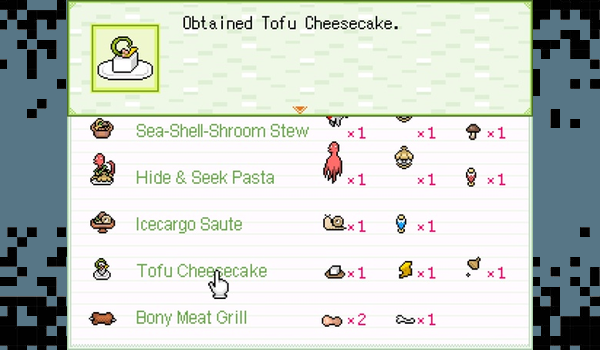 Obtained Tofu Cheesecake.
Sea-Shell-Shroom Stew ×1 ×1 ×1
Hide & Seek Pasta ×1 ×1 ×1
Icecargo Saute ×1 ×1
Tofu Cheesecake ×1 ×1 ×1
Bony Meat Grill ×2 ×1